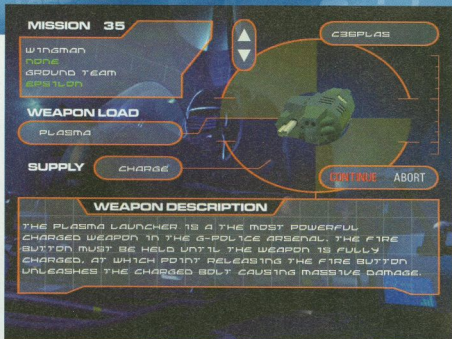 MISSION 35
WINGMAN
NONE
GROUND TEAM
EPSILON
C3SPLAS
WEAPON LOAD
PLASMA
SUPPLY
CHARGE
CONTINUE ABORT
WEAPON DESCRIPTION
THE PLASMA LAUNCHER IS A THE MOST POWERFUL
CHARGED WEAPON IN THE G-POLICE ARSENAL. THE FIRE
BUTTON MUST BE HELD UNTIL THE WEAPON IS FULLY
CHARGED, AT WHICH POINT RELEASING THE FIRE BUTTON
UNLEASHES THE CHARGED BOLT CAUSING MASSIVE DAMAGE.